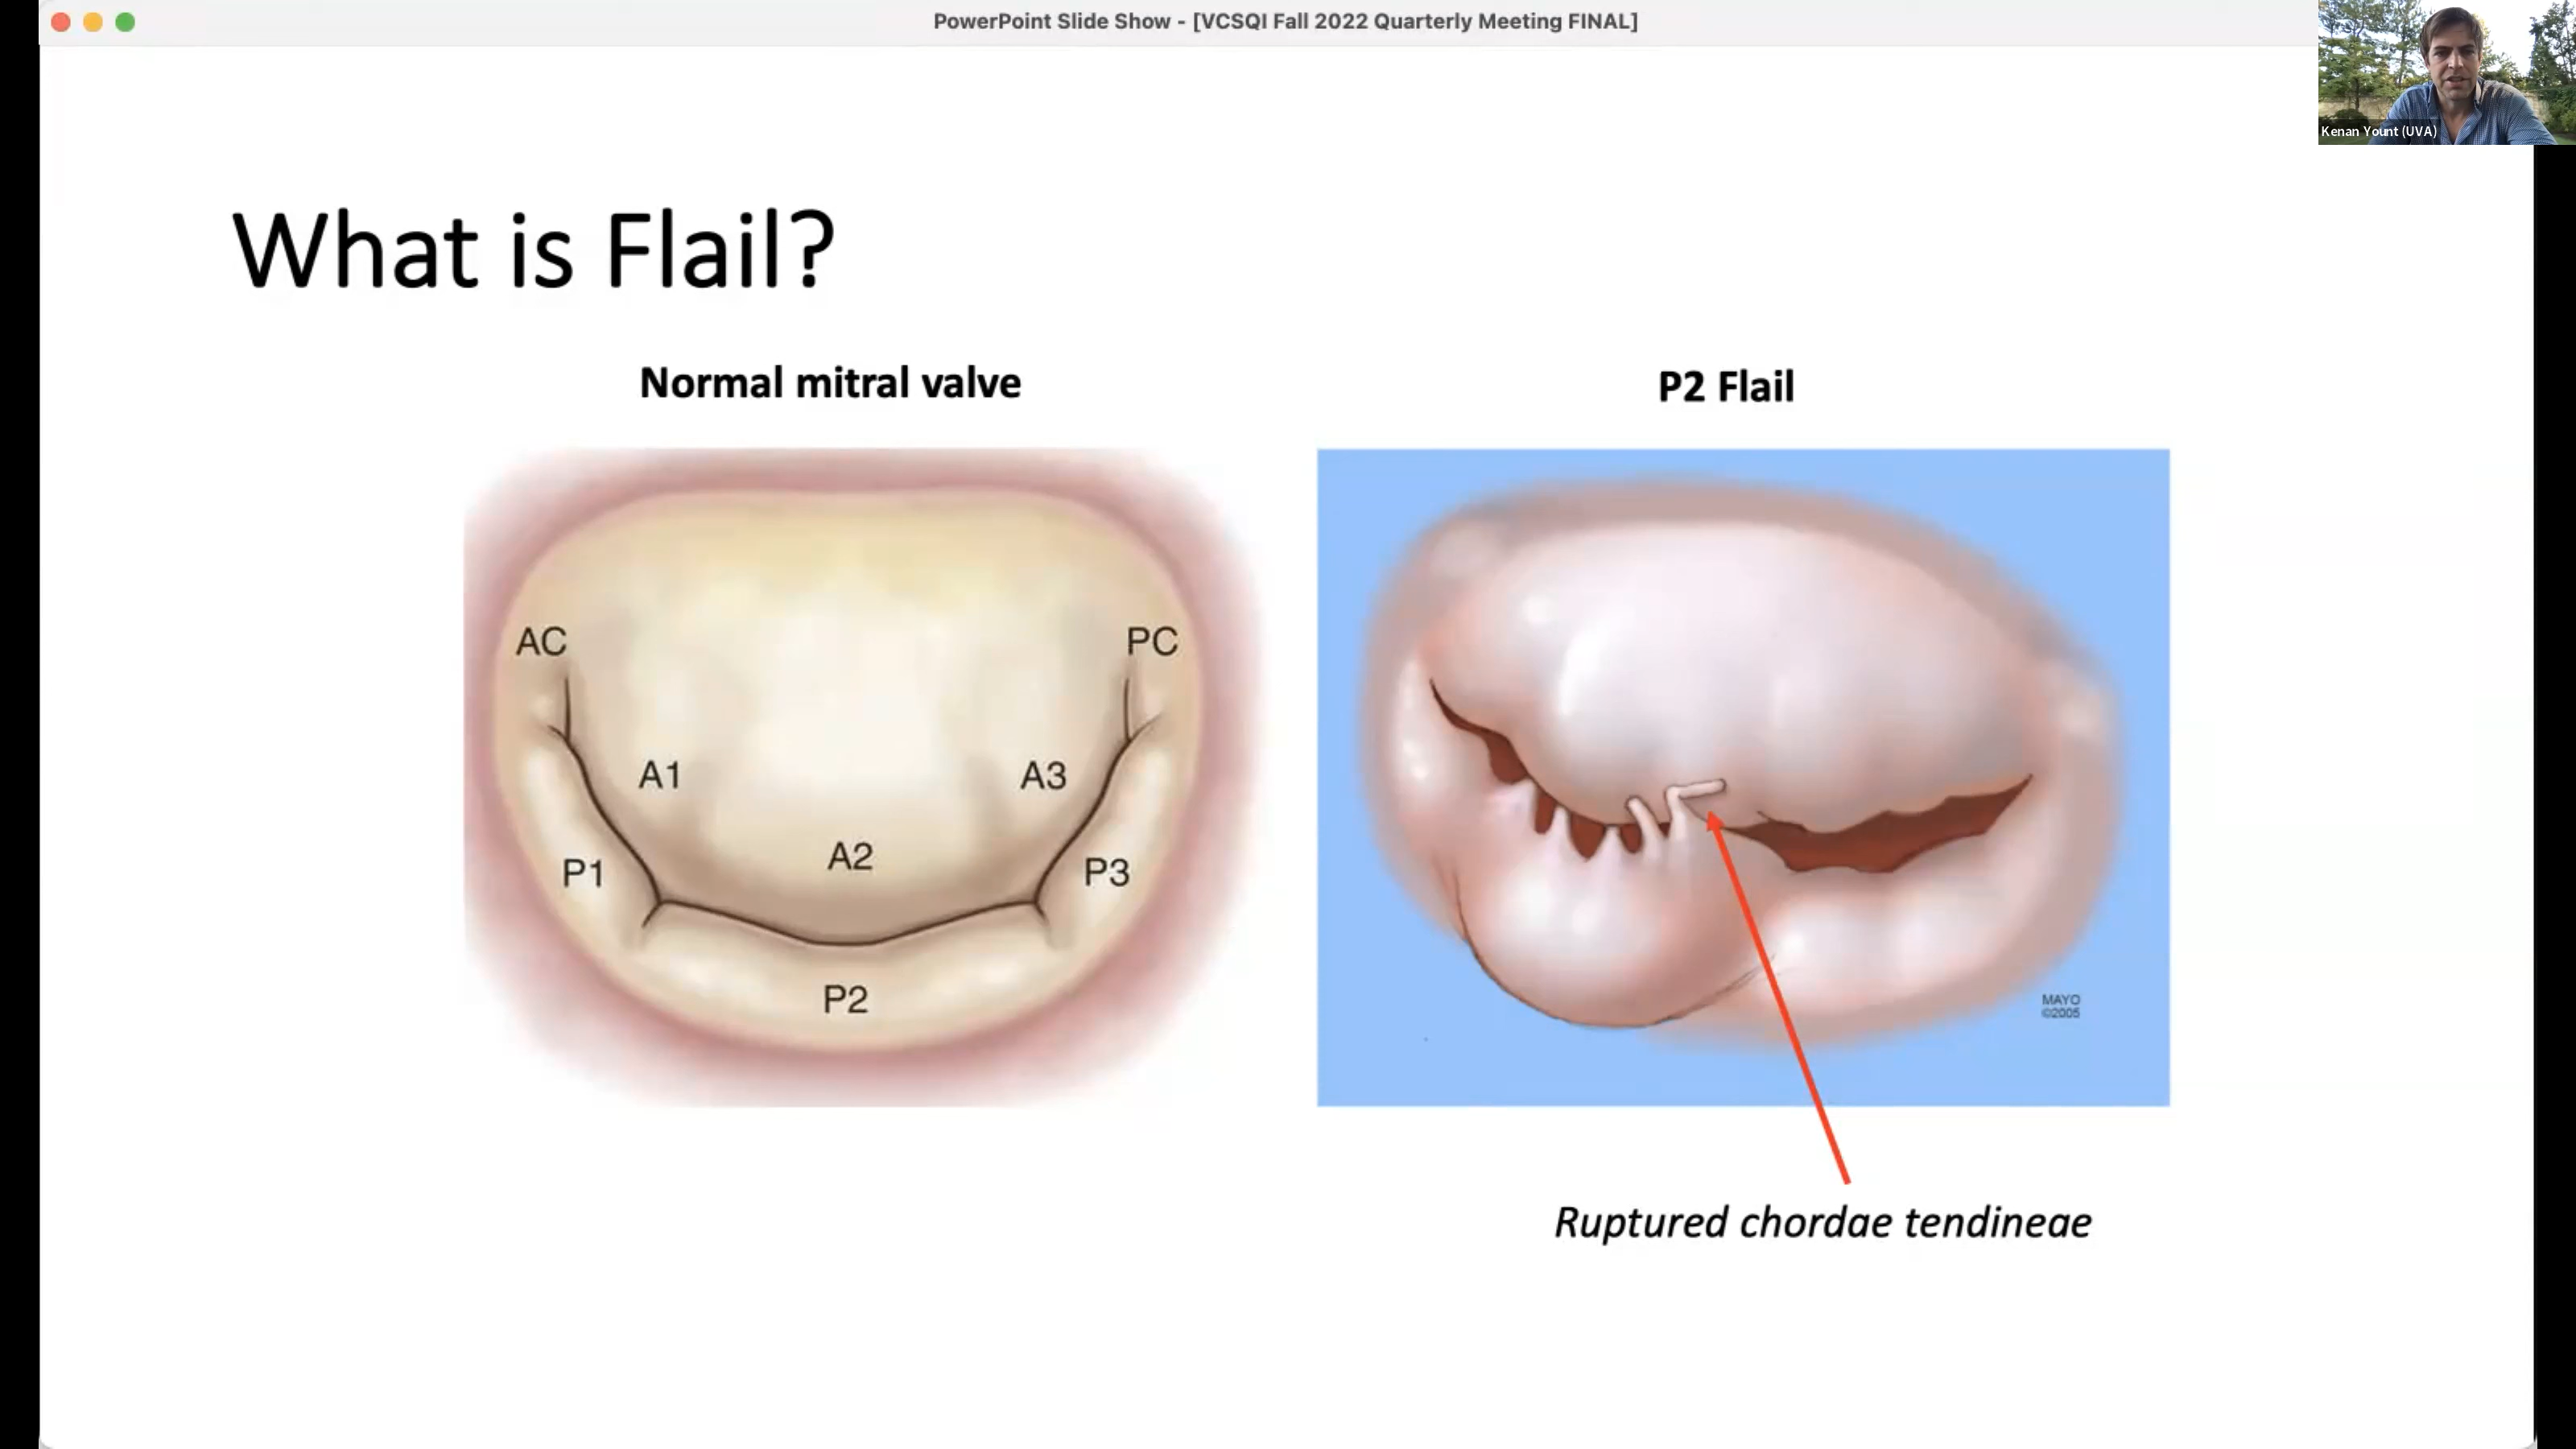 PowerPoint Slide Show - [VCSQI Fall 2022 Quarterly Meeting FINAL]
Kenan Yount (UVA)
What is Flail?
Normal mitral valve
P2 Flail
AC
PC
A1
A3
A2
P1
P3
P2
MAYO
©2005
Ruptured chordae tendineae